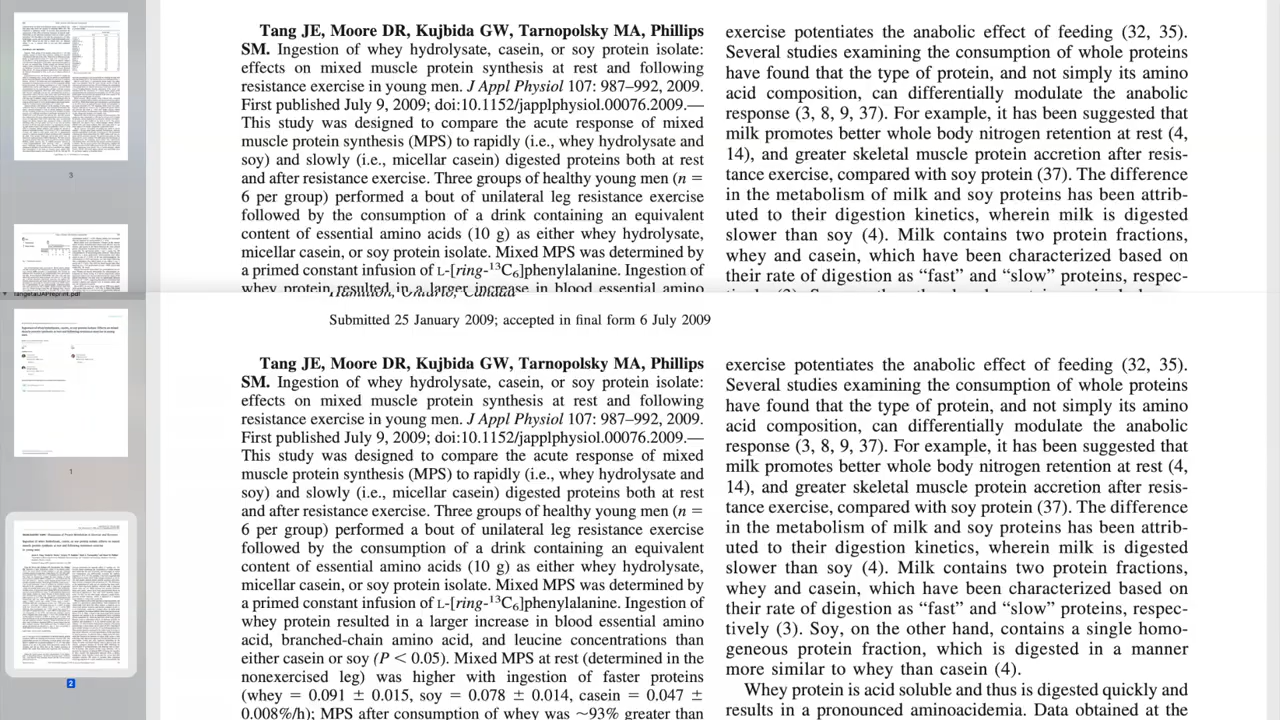 3
Tang JE, Moore DR, Kujbida GW, Tarnopolsky MA, Phillips
SM. Ingestion of whey hydrolysate, casein, or soy protein isolate:
effects on mixed muscle protein synthesis at rest and following
resistance exercise in young men. J Appl Physiol 107: 987–992, 2009.
First published July 9, 2009; doi:10.1152/japplphysiol.00076.2009.—
This study was designed to compare the acute response of mixed
muscle protein synthesis (MPS) to rapidly (i.e., whey hydrolysate and
soy) and slowly (i.e., micellar casein) digested proteins both at rest
and after resistance exercise. Three groups of healthy young men (n =
6 per group) performed a bout of unilateral leg resistance exercise
followed by the consumption of a drink containing an equivalent
content of essential amino acids (10 g) as either whey hydrolysate,
micellar casein, or soy protein isolate. Mixed MPS was determined by
a primed constant infusion of L-[ring-¹³C₆]phenylalanine. Ingestion of
whey protein resulted in a larger increase in blood essential amino
exercise potentiates the anabolic effect of feeding (32, 35).
Several studies examining the consumption of whole proteins
have found that the type of protein, and not simply its amino
acid composition, can differentially modulate the anabolic
response (3, 8, 9, 37). For example, it has been suggested that
milk promotes better whole body nitrogen retention at rest (4,
14), and greater skeletal muscle protein accretion after resis-
tance exercise, compared with soy protein (37). The difference
in the metabolism of milk and soy proteins has been attrib-
uted to their digestion kinetics, wherein milk is digested
slower than soy (4). Milk contains two protein fractions,
whey and casein, which have been characterized based on
their rate of digestion as “fast” and “slow” proteins, respec-
TangetalJAPreprint.pdf
1
2
Hamilton, Ontario, Canada
Submitted 25 January 2009; accepted in final form 6 July 2009
Tang JE, Moore DR, Kujbida GW, Tarnopolsky MA, Phillips
SM. Ingestion of whey hydrolysate, casein, or soy protein isolate:
effects on mixed muscle protein synthesis at rest and following
resistance exercise in young men. J Appl Physiol 107: 987–992, 2009.
First published July 9, 2009; doi:10.1152/japplphysiol.00076.2009.—
This study was designed to compare the acute response of mixed
muscle protein synthesis (MPS) to rapidly (i.e., whey hydrolysate and
soy) and slowly (i.e., micellar casein) digested proteins both at rest
and after resistance exercise. Three groups of healthy young men (n =
6 per group) performed a bout of unilateral leg resistance exercise
followed by the consumption of a drink containing an equivalent
content of essential amino acids (10 g) as either whey hydrolysate,
micellar casein, or soy protein isolate. Mixed MPS was determined by
a primed constant infusion of L-[ring-¹³C₆]phenylalanine. Ingestion of
whey protein resulted in a larger increase in blood essential amino
acid, branched-chain amino acid, and leucine concentrations than
either casein or soy (P < 0.05). Mixed MPS at rest (determined in the
nonexercised leg) was higher with ingestion of faster proteins
(whey = 0.091 ± 0.015, soy = 0.078 ± 0.014, casein = 0.047 ±
0.008%/h); MPS after consumption of whey was ~93% greater than
exercise potentiates the anabolic effect of feeding (32, 35).
Several studies examining the consumption of whole proteins
have found that the type of protein, and not simply its amino
acid composition, can differentially modulate the anabolic
response (3, 8, 9, 37). For example, it has been suggested that
milk promotes better whole body nitrogen retention at rest (4,
14), and greater skeletal muscle protein accretion after resis-
tance exercise, compared with soy protein (37). The difference
in the metabolism of milk and soy proteins has been attrib-
uted to their digestion kinetics, wherein milk is digested
slower than soy (4). Milk contains two protein fractions,
whey and casein, which have been characterized based on
their rate of digestion as “fast” and “slow” proteins, respec-
tively (3). Soy, on the other hand, contains a single homo-
geneous protein fraction, which is digested in a manner
more similar to whey than casein (4).
Whey protein is acid soluble and thus is digested quickly and
results in a pronounced aminoacidemia. Data obtained at the